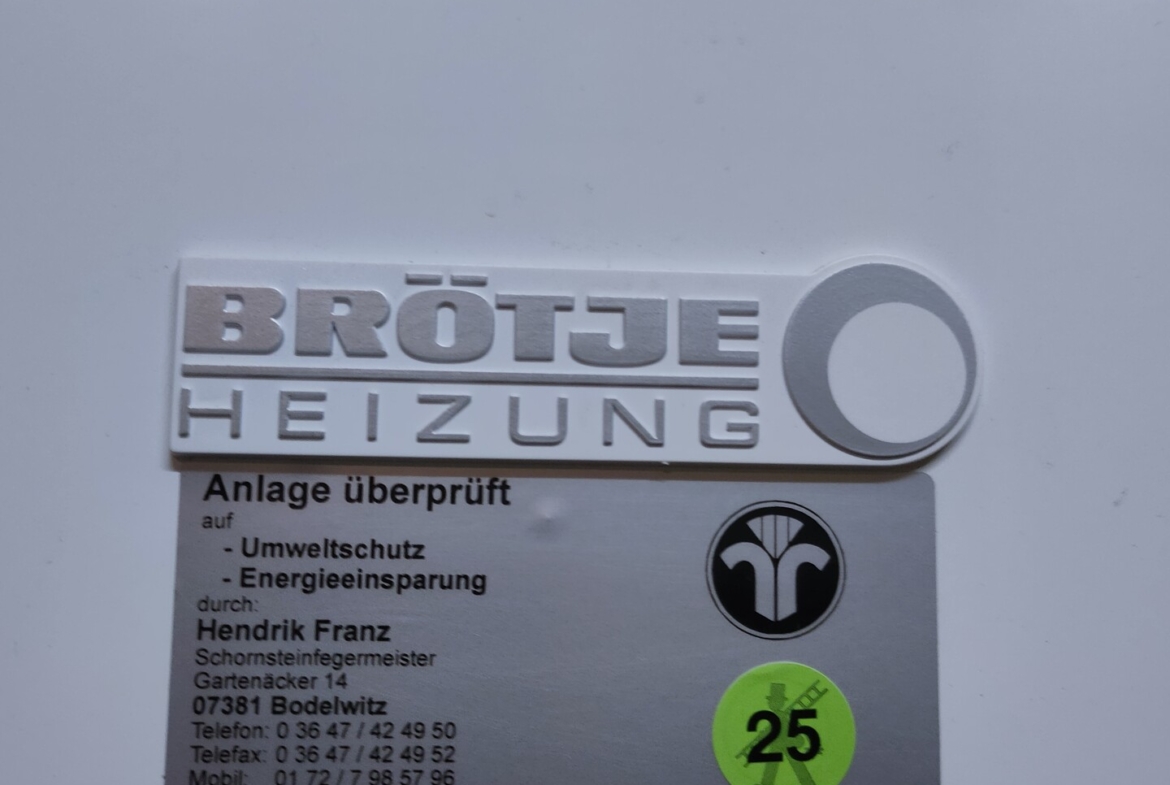 BRÖTJE
HEIZUNG
Anlage überprüft
auf
- Umweltschutz
- Energieeinsparung
durch:
Hendrik Franz
Schornsteinfegermeister
Gartenäcker 14
07381 Bodelwitz
Telefon: 0 36 47 / 42 49 50
Telefax: 0 36 47 / 42 49 52
Mobil: 01 72 / 7 98 57 96
25